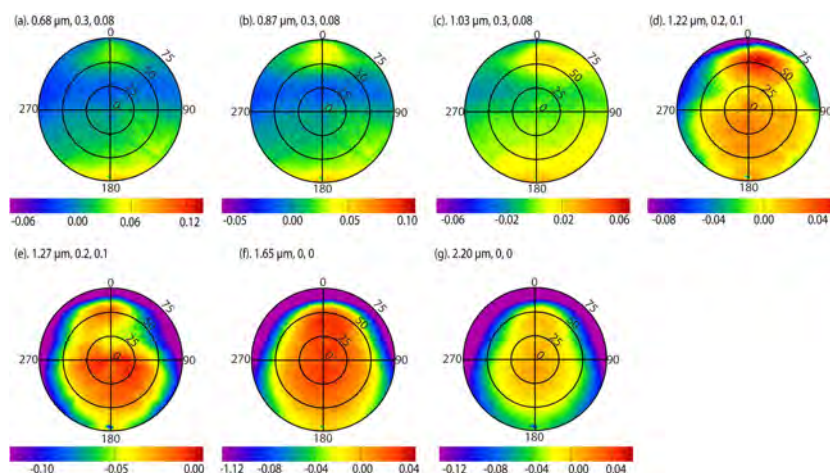 (a). 0.68 µm, 0.3, 0.08
(b). 0.87 µm, 0.3, 0.08
(c). 1.03 µm, 0.3, 0.08
(d). 1.22 µm, 0.2, 0.1
0 75 50 25 0 270 90 180
0 75 50 25 0 270 90 180
0 75 50 25 0 270 90 180
0 75 50 25 0 270 90 180
-0.06 0.00 0.06 0.12
-0.05 0.00 0.05 0.10
-0.06 -0.02 0.02 0.06
-0.08 -0.04 0.00 0.04
(e). 1.27 µm, 0.2, 0.1
(f). 1.65 µm, 0, 0
(g). 2.20 µm, 0, 0
0 75 50 25 0 270 90 180
0 75 50 25 0 270 90 180
0 75 50 25 0 270 90 180
-0.10 -0.05 0.00
-1.12 -0.08 -0.04 0.00 0.04
-0.12 -0.08 -0.04 0.00 0.04